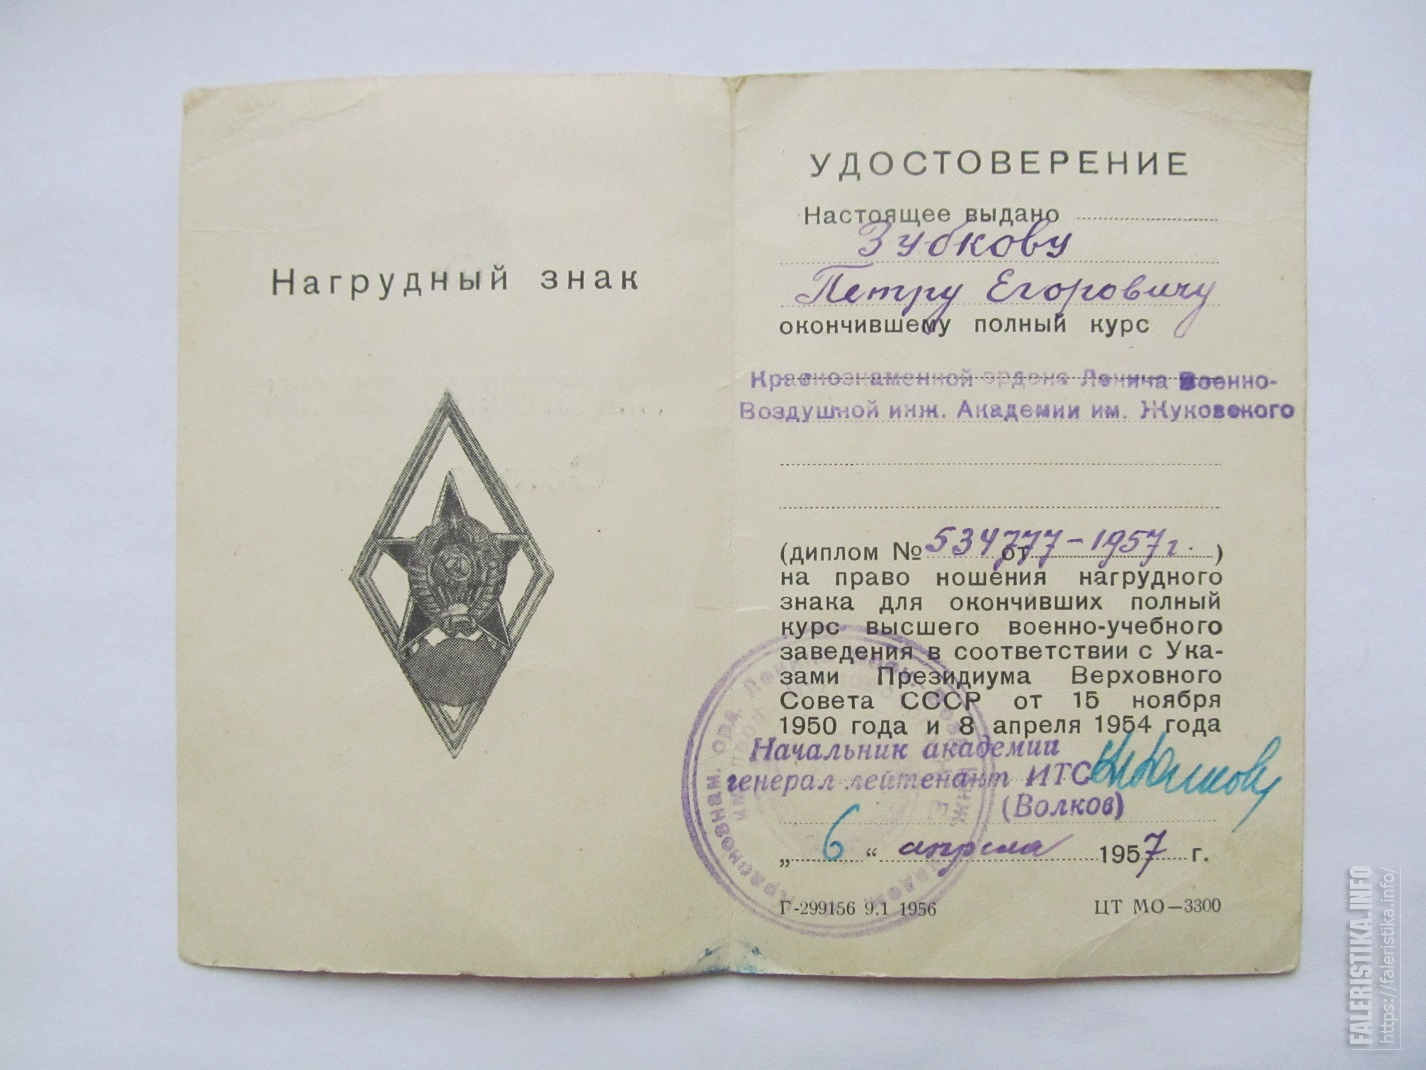 Нагрудный знак
УДОСТОВЕРЕНИЕ
Настоящее выдано
Зубкову
Петру Егоровичу
окончившему полный курс
Краснознаменной ордена Ленина Военно-
Воздушной инж. Академии им. Жуковского
(диплом № 534777 от -1957 г. )
на право ношения нагрудного
знака для окончивших полный
курс высшего военно-учебного
заведения в соответствии с Ука-
зами Президиума Верховного
Совета СССР от 15 ноября
1950 года и 8 апреля 1954 года
Начальник академии
генерал-лейтенант ИТС
(Волков)
„ 6 “ апреля 1957 г.
Г-299156 9.1 1956 ЦТ МО—3300
FALERISTIKA.INFO
https://faleristika.info/